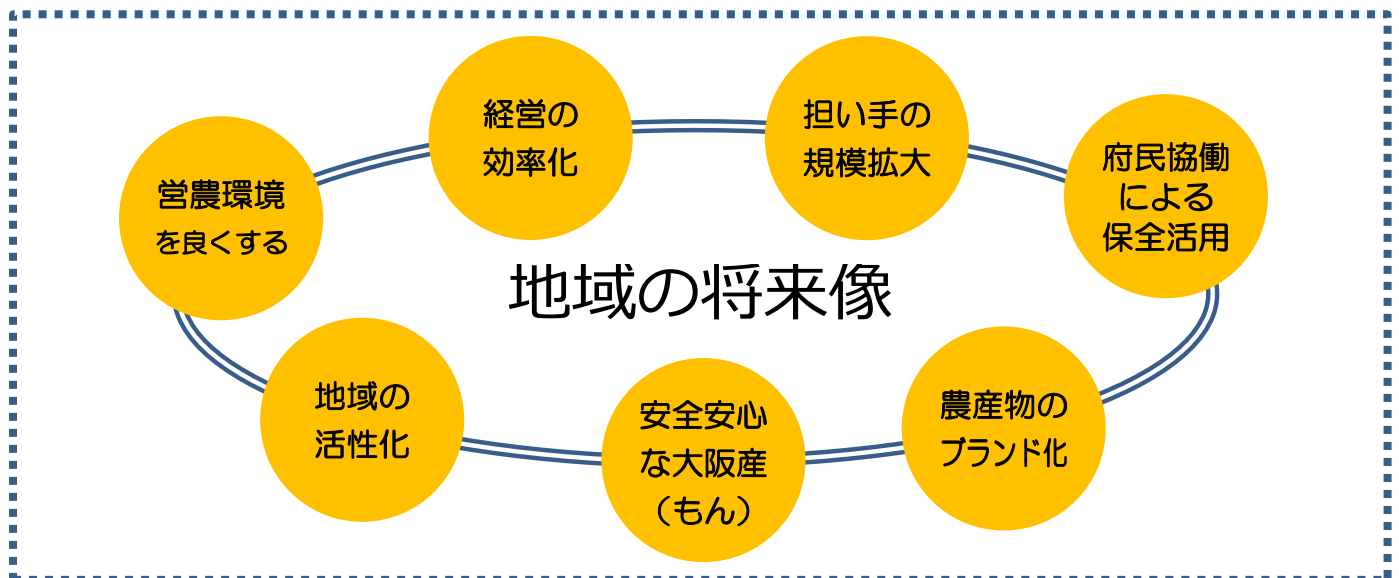 経営の
効率化
担い手の
規模拡大
府民協働
による
保全活用
営農環境
を良くする
地域の将来像
地域の
活性化
安全安心
な大阪産
（もん）
農産物の
ブランド化